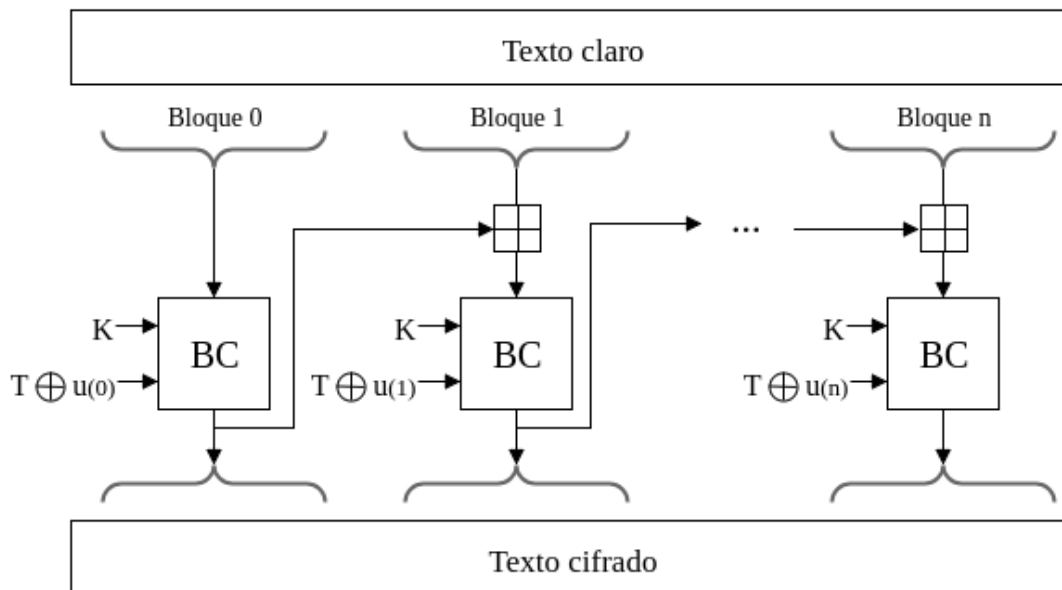 Texto claro
Bloque 0 Bloque 1 Bloque n
...
K BC K BC K BC
T ⊕ u(0) T ⊕ u(1) T ⊕ u(n)
Texto cifrado